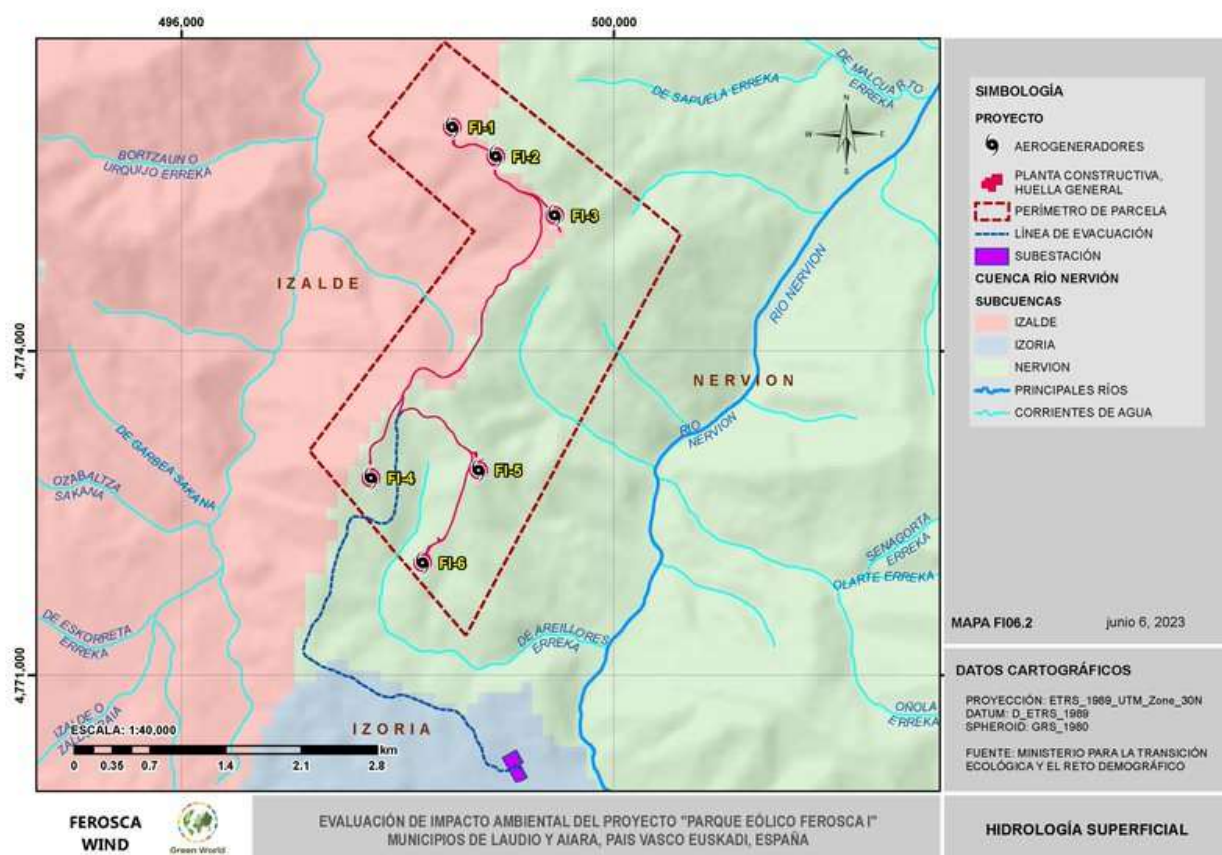 496,000
500,000
4,774,000
4,771,000
DE SAPUELA ERREKA
DE MALCUARTO
ERREKA
BORTZAUN O
URQUIJO ERREKA
N
W
E
S
FI-1
FI-2
FI-3
FI-4
FI-5
FI-6
IZALDE
NERVION
IZORIA
RIO NERVION
RIO
NERVION
DE GARBEA SAKANA
OZABALTZA
SAKANA
SENAGORTA
ERREKA
OLARTE ERREKA
DE ESKORRETA
ERREKA
DE AREILLORES
ERREKA
OÑOLA
ERREKA
IZALDE O
ESCALA: 1:40,000
km
0 0.35 0.7 1.4 2.1 2.8
SIMBOLOGÍA
PROYECTO
AEROGENERADORES
PLANTA CONSTRUCTIVA,
HUELLA GENERAL
PERÍMETRO DE PARCELA
LÍNEA DE EVACUACIÓN
SUBESTACIÓN
CUENCA RÍO NERVIÓN
SUBCUENCAS
IZALDE
IZORIA
NERVION
PRINCIPALES RÍOS
CORRIENTES DE AGUA
MAPA FI06.2 junio 6, 2023
DATOS CARTOGRÁFICOS
PROYECCIÓN: ETRS_1989_UTM_Zone_30N
DATUM: D_ETRS_1989
SPHEROID: GRS_1980
FUENTE: MINISTERIO PARA LA TRANSICIÓN
ECOLÓGICA Y EL RETO DEMOGRÁFICO
FEROSCA
WIND
Green World
EVALUACIÓN DE IMPACTO AMBIENTAL DEL PROYECTO "PARQUE EÓLICO FEROSCA I"
MUNICIPIOS DE LAUDIO Y AIARA, PAIS VASCO EUSKADI, ESPAÑA
HIDROLOGÍA SUPERFICIAL